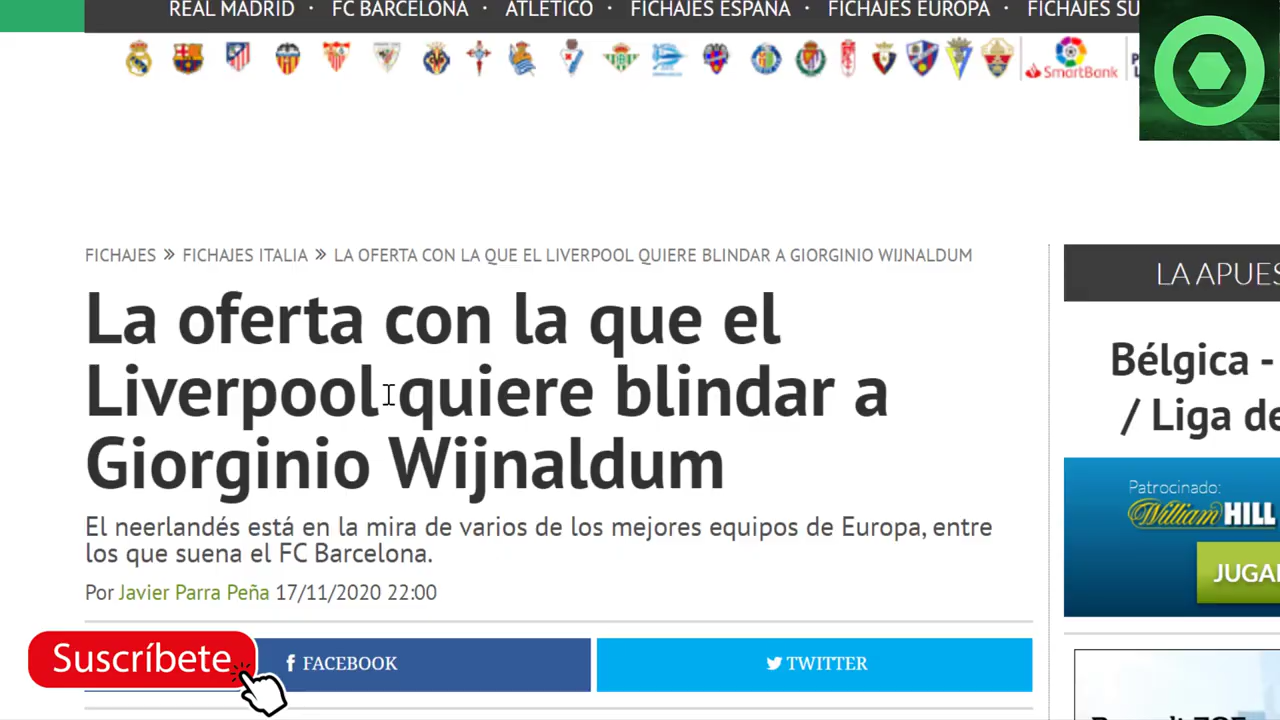 REAL MADRID · FC BARCELONA · ATLÉTICO · FICHAJES ESPAÑA · FICHAJES EUROPA · FICHAJES SU
SmartBank
FICHAJES » FICHAJES ITALIA » LA OFERTA CON LA QUE EL LIVERPOOL QUIERE BLINDAR A GIORGINIO WIJNALDUM
La oferta con la que el
Liverpool quiere blindar a
Giorginio Wijnaldum
El neerlandés está en la mira de varios de los mejores equipos de Europa, entre
los que suena el FC Barcelona.
Por Javier Parra Peña 17/11/2020 22:00
Suscríbete
FACEBOOK
TWITTER
LA APUES
Bélgica -
/ Liga de
Patrocinado:
William HILL
JUGA